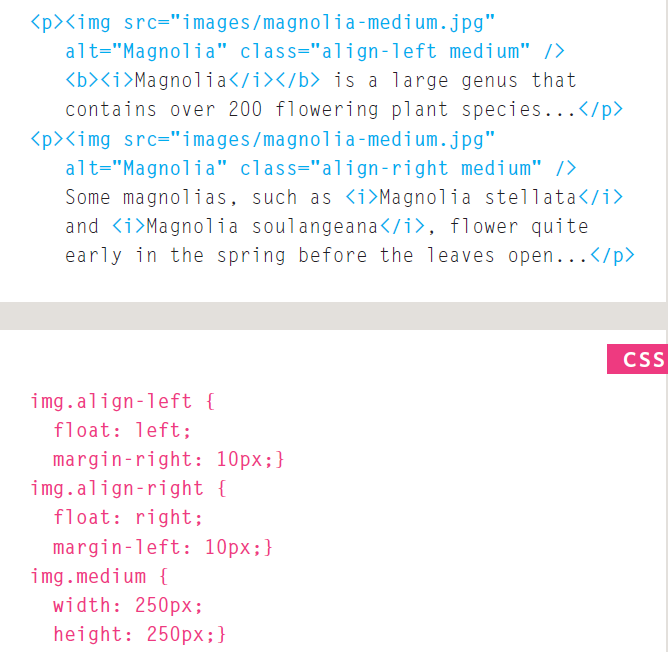 <p><img src="images/magnolia-medium.jpg"
alt="Magnolia" class="align-left medium" />
<b><i>Magnolia</i></b> is a large genus that
contains over 200 flowering plant species...</p>
<p><img src="images/magnolia-medium.jpg"
alt="Magnolia" class="align-right medium" />
Some magnolias, such as <i>Magnolia stellata</i>
and <i>Magnolia soulangeana</i>, flower quite
early in the spring before the leaves open...</p>
CSS
img.align-left {
float: left;
margin-right: 10px;}
img.align-right {
float: right;
margin-left: 10px;}
img.medium {
width: 250px;
height: 250px;}